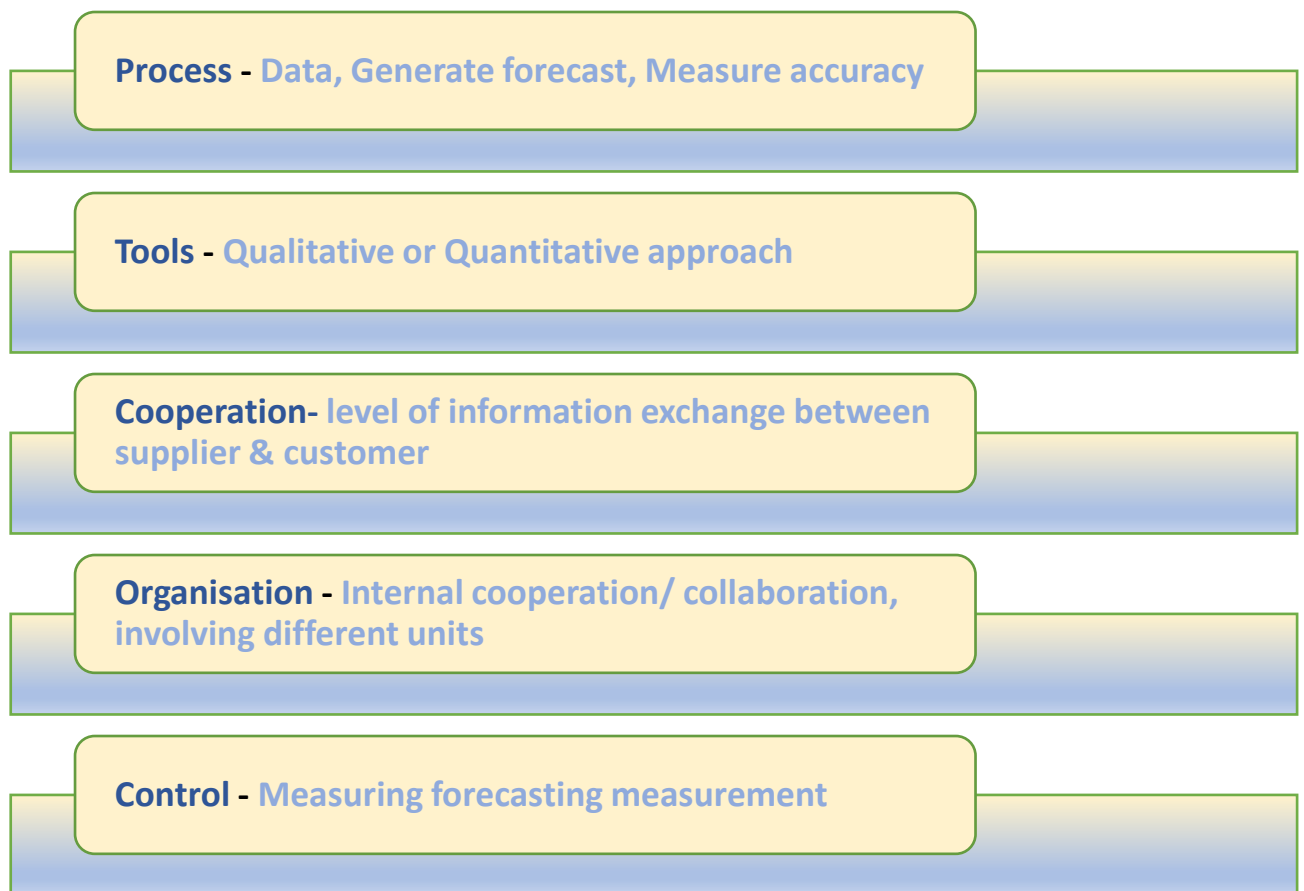 Process - Data, Generate forecast, Measure accuracy
Tools - Qualitative or Quantitative approach
Cooperation- level of information exchange between
supplier & customer
Organisation - Internal cooperation/ collaboration,
involving different units
Control - Measuring forecasting measurement